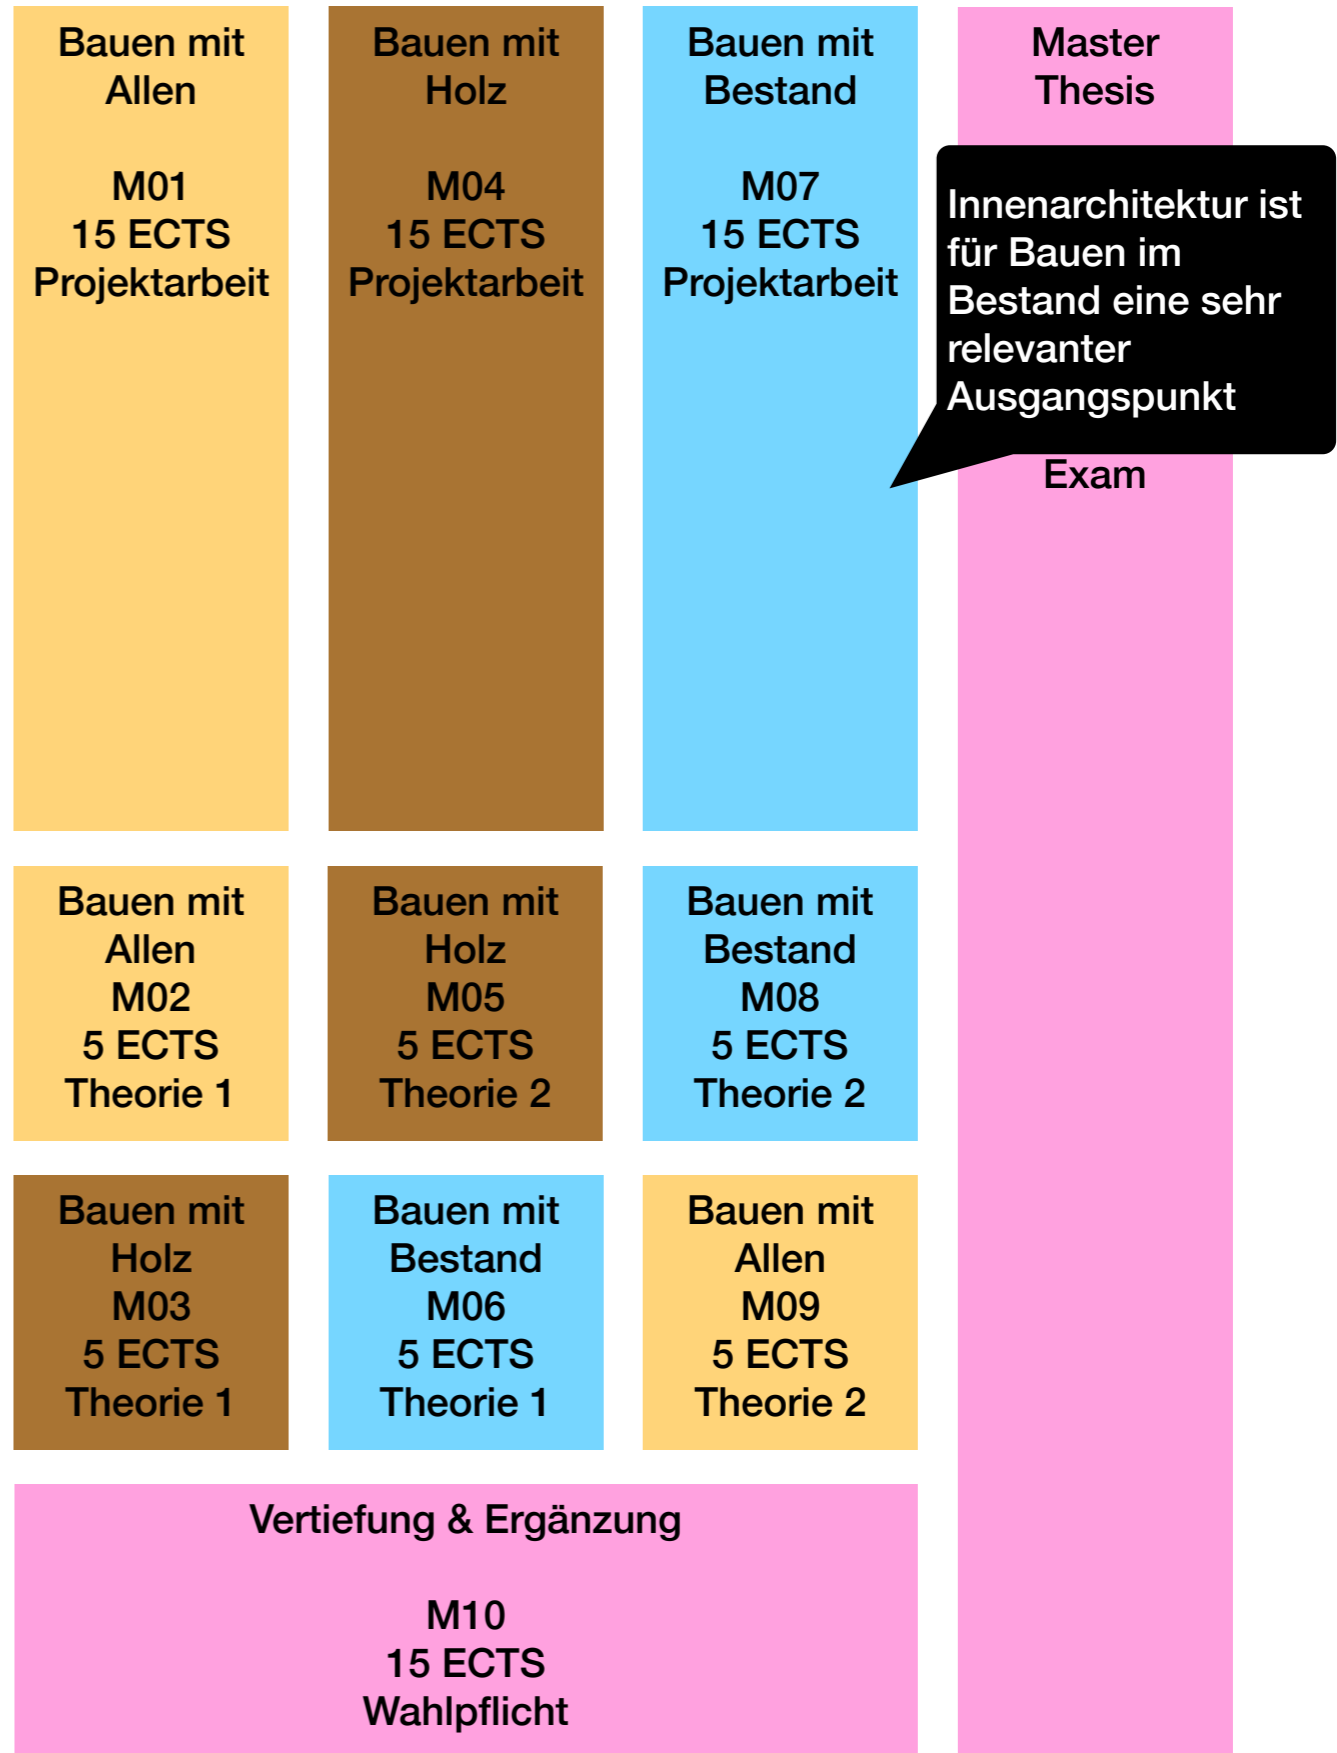 Bauen mit
Allen
M01
15 ECTS
Projektarbeit
Bauen mit
Holz
M04
15 ECTS
Projektarbeit
Bauen mit
Bestand
M07
15 ECTS
Projektarbeit
Master
Thesis
Innenarchitektur ist
für Bauen im
Bestand eine sehr
relevanter
Ausgangspunkt
Exam
Bauen mit
Allen
M02
5 ECTS
Theorie 1
Bauen mit
Holz
M05
5 ECTS
Theorie 2
Bauen mit
Bestand
M08
5 ECTS
Theorie 2
Bauen mit
Holz
M03
5 ECTS
Theorie 1
Bauen mit
Bestand
M06
5 ECTS
Theorie 1
Bauen mit
Allen
M09
5 ECTS
Theorie 2
Vertiefung & Ergänzung
M10
15 ECTS
Wahlpflicht